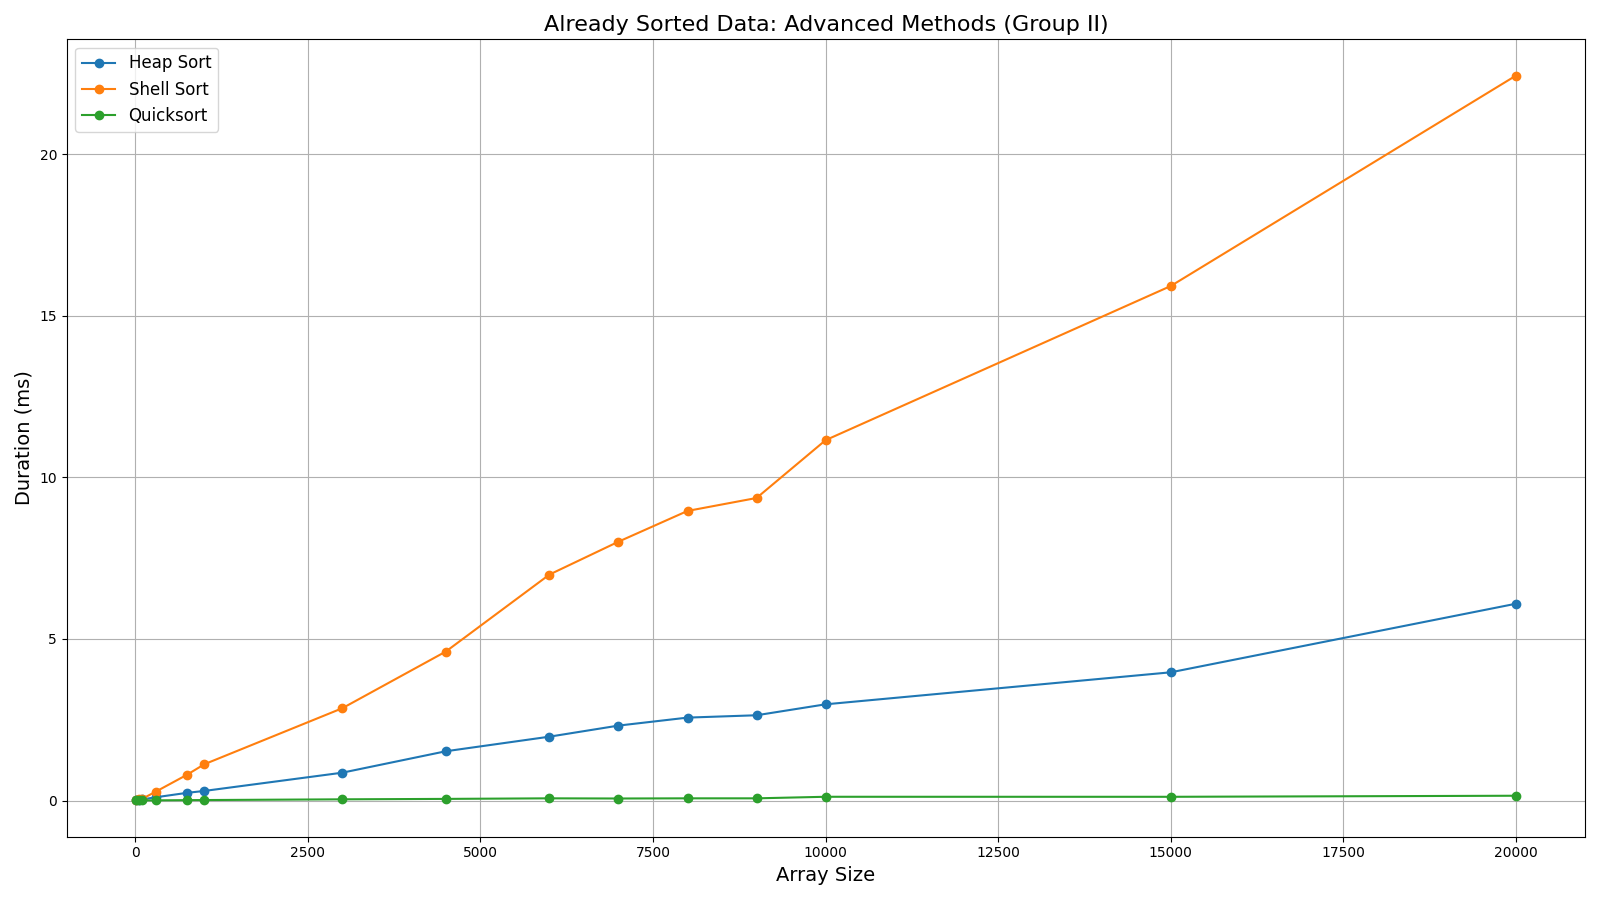 Already Sorted Data: Advanced Methods (Group II)
Heap Sort
Shell Sort
Quicksort
Duration (ms)
20
15
10
5
0
0 2500 5000 7500 10000 12500 15000 17500 20000
Array Size